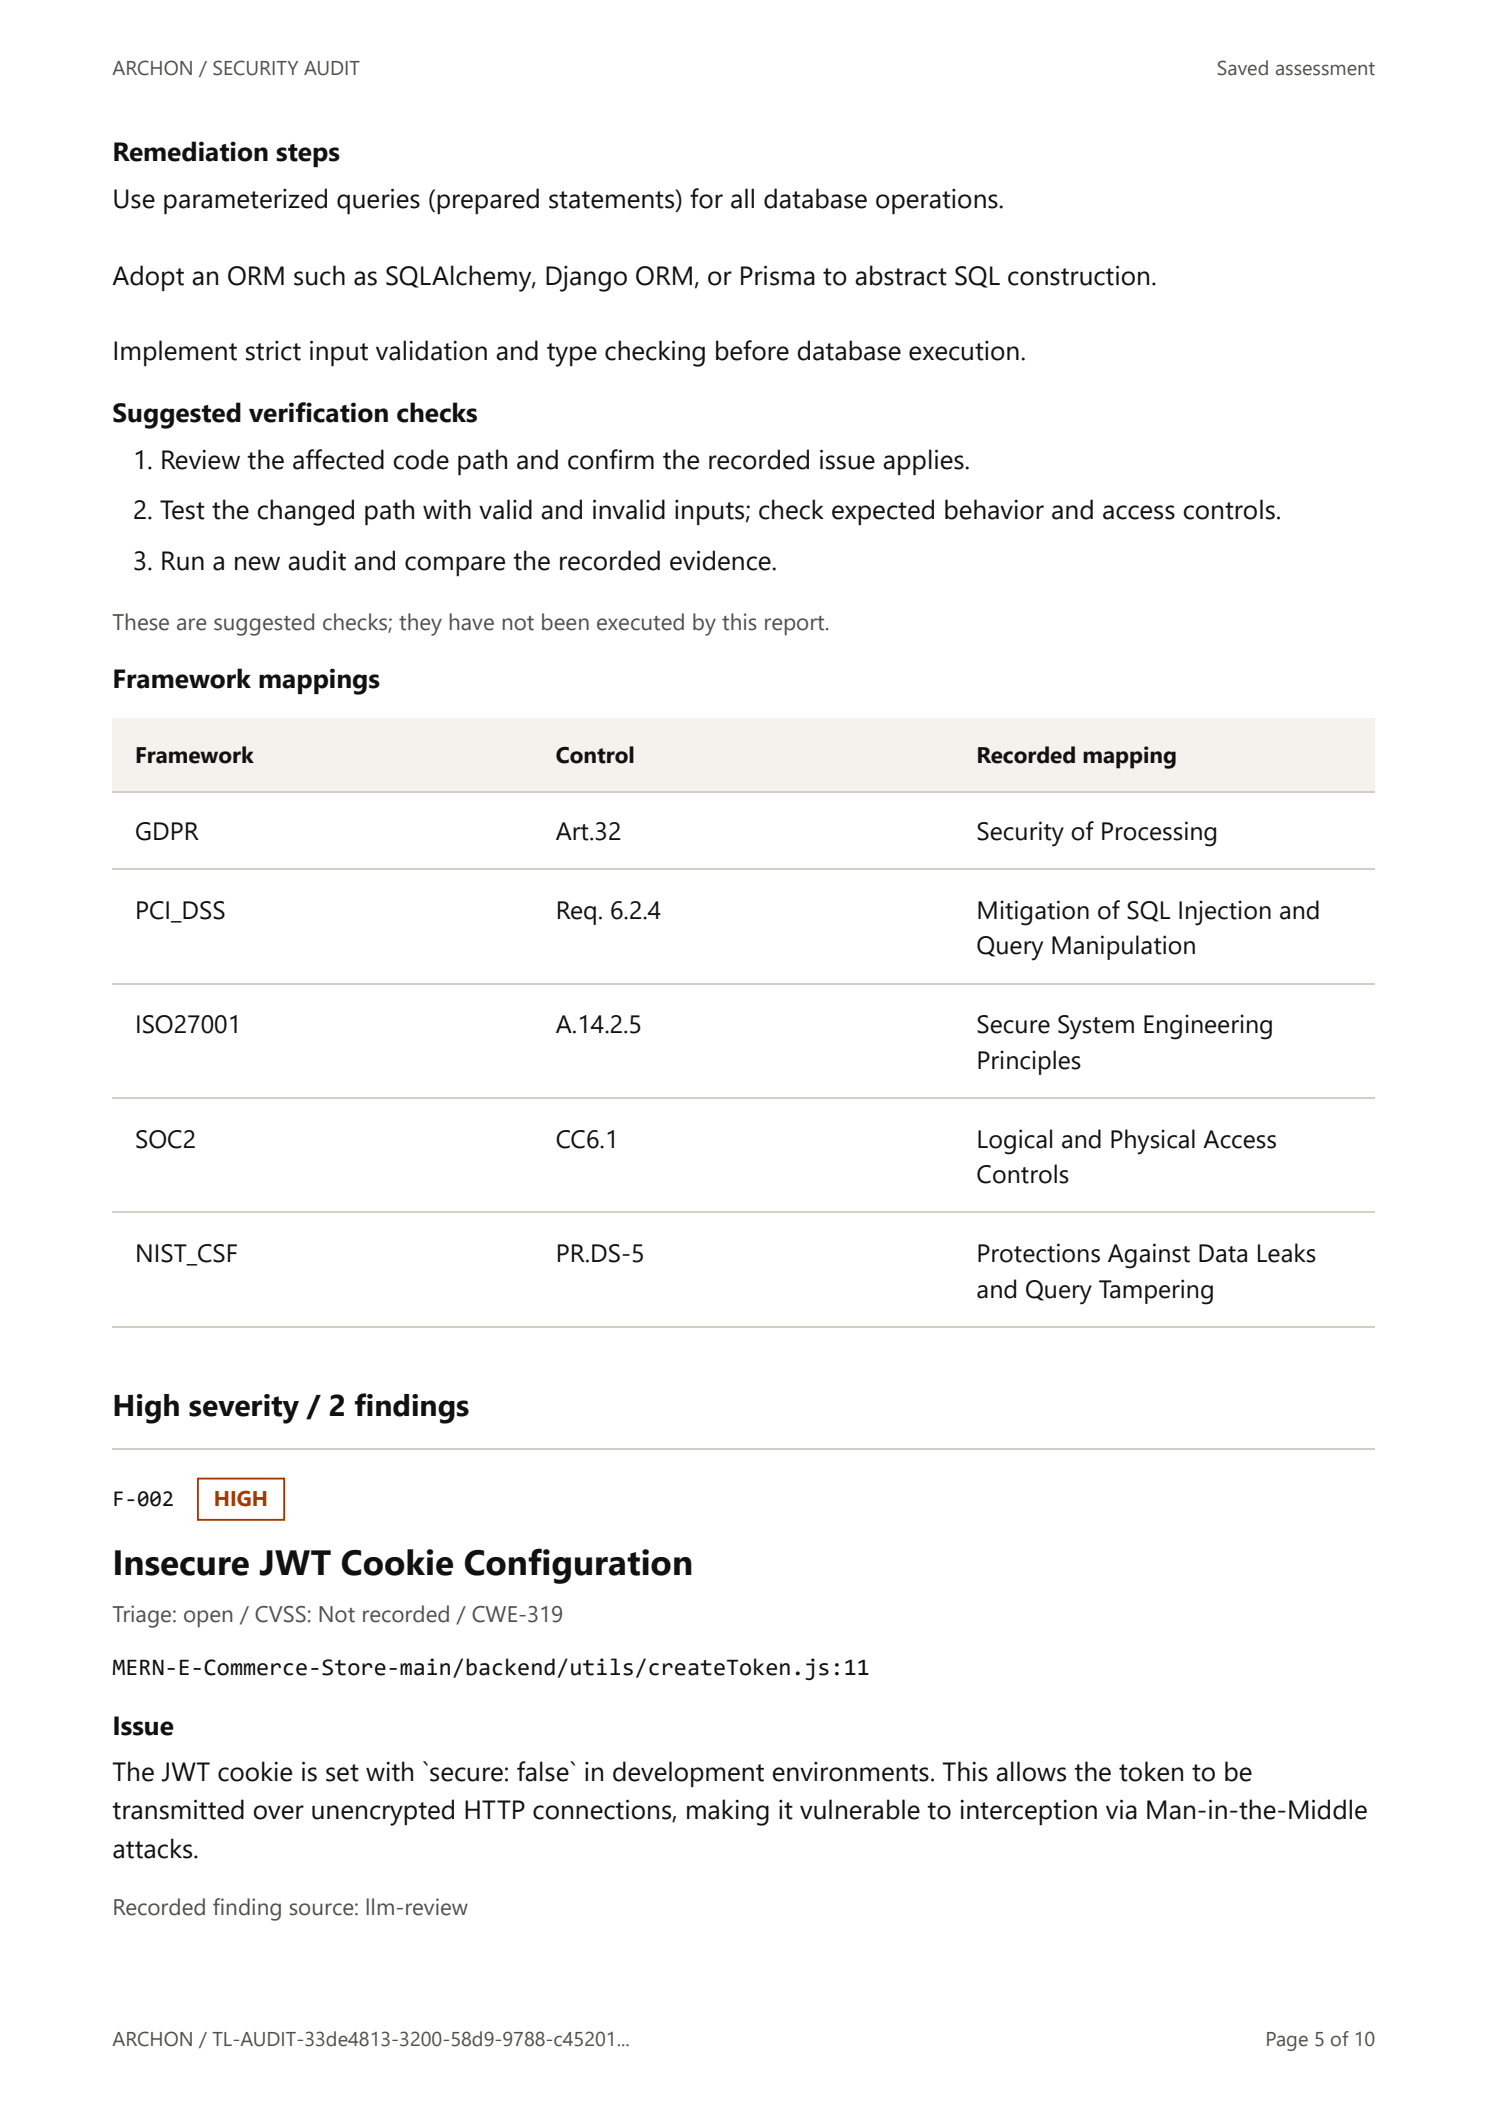 ARCHON / SECURITY AUDIT
Saved assessment
Remediation steps
Use parameterized queries (prepared statements) for all database operations.
Adopt an ORM such as SQLAlchemy, Django ORM, or Prisma to abstract SQL construction.
Implement strict input validation and type checking before database execution.
Suggested verification checks
1. Review the affected code path and confirm the recorded issue applies.
2. Test the changed path with valid and invalid inputs; check expected behavior and access controls.
3. Run a new audit and compare the recorded evidence.
These are suggested checks; they have not been executed by this report.
Framework mappings
Framework Control Recorded mapping
GDPR Art.32 Security of Processing
PCI_DSS Req. 6.2.4 Mitigation of SQL Injection and
Query Manipulation
ISO27001 A.14.2.5 Secure System Engineering
Principles
SOC2 CC6.1 Logical and Physical Access
Controls
NIST_CSF PR.DS-5 Protections Against Data Leaks
and Query Tampering
High severity / 2 findings
F-002 HIGH
Insecure JWT Cookie Configuration
Triage: open / CVSS: Not recorded / CWE-319
MERN-E-Commerce-Store-main/backend/utils/createToken.js:11
Issue
The JWT cookie is set with `secure: false` in development environments. This allows the token to be
transmitted over unencrypted HTTP connections, making it vulnerable to interception via Man-in-the-Middle
attacks.
Recorded finding source: llm-review
ARCHON / TL-AUDIT-33de4813-3200-58d9-9788-c45201...
Page 5 of 10